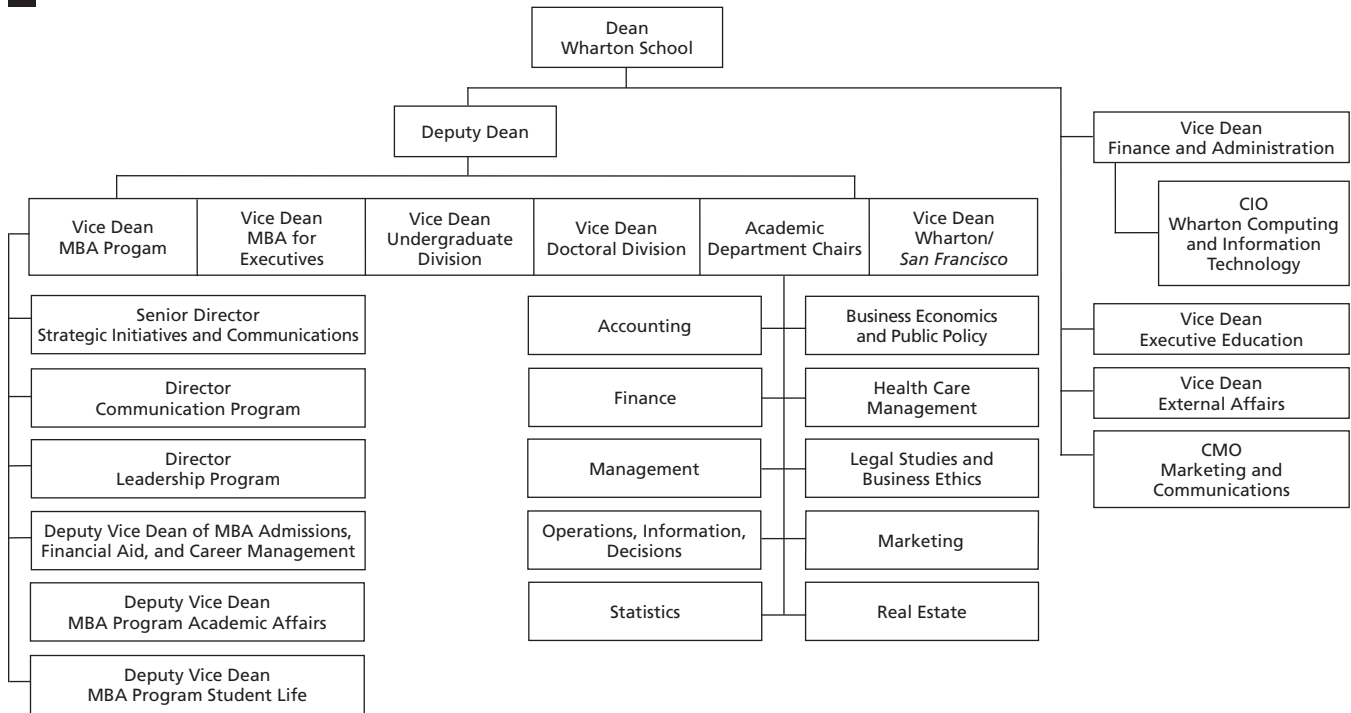 Dean
Wharton School
Deputy Dean
Vice Dean
MBA Progam
Vice Dean
MBA for
Executives
Vice Dean
Undergraduate
Division
Vice Dean
Doctoral Division
Academic
Department Chairs
Vice Dean
Wharton/
San Francisco
Senior Director
Strategic Initiatives and Communications
Director
Communication Program
Director
Leadership Program
Deputy Vice Dean of MBA Admissions,
Financial Aid, and Career Management
Deputy Vice Dean
MBA Program Academic Affairs
Deputy Vice Dean
MBA Program Student Life
Accounting
Business Economics
and Public Policy
Finance
Health Care
Management
Management
Legal Studies and
Business Ethics
Operations, Information,
Decisions
Marketing
Statistics
Real Estate
Vice Dean
Finance and Administration
CIO
Wharton Computing
and Information
Technology
Vice Dean
Executive Education
Vice Dean
External Affairs
CMO
Marketing and
Communications